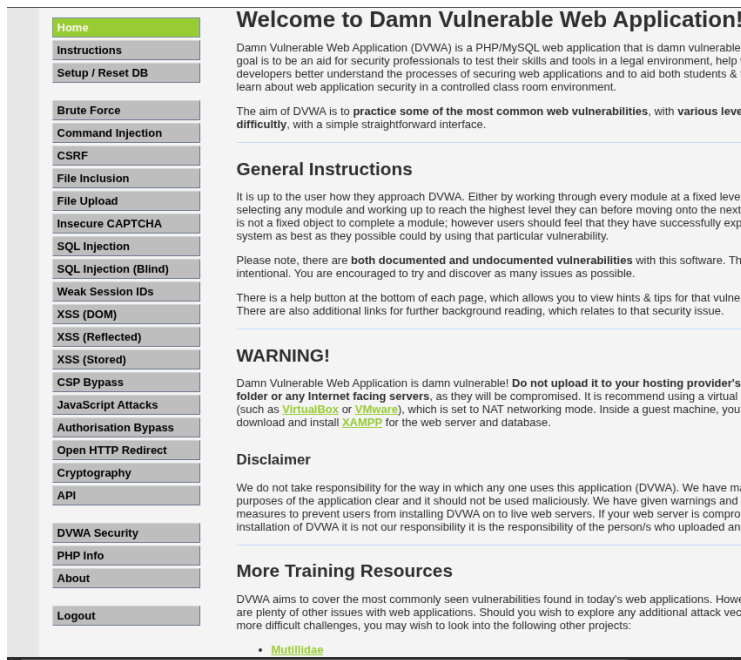 Home
Instructions
Setup / Reset DB
Brute Force
Command Injection
CSRF
File Inclusion
File Upload
Insecure CAPTCHA
SQL Injection
SQL Injection (Blind)
Weak Session IDs
XSS (DOM)
XSS (Reflected)
XSS (Stored)
CSP Bypass
JavaScript Attacks
Authorisation Bypass
Open HTTP Redirect
Cryptography
API
DVWA Security
PHP Info
About
Logout
Welcome to Damn Vulnerable Web Application!
Damn Vulnerable Web Application (DVWA) is a PHP/MySQL web application that is damn vulnerable
goal is to be an aid for security professionals to test their skills and tools in a legal environment, help
developers better understand the processes of securing web applications and to aid both students &
learn about web application security in a controlled class room environment.
The aim of DVWA is to practice some of the most common web vulnerabilities, with various leve
difficultly, with a simple straightforward interface.
General Instructions
It is up to the user how they approach DVWA. Either by working through every module at a fixed leve
selecting any module and working up to reach the highest level they can before moving onto the next
is not a fixed object to complete a module; however users should feel that they have successfully exp
system as best as they possible could by using that particular vulnerability.
Please note, there are both documented and undocumented vulnerabilities with this software. Th
intentional. You are encouraged to try and discover as many issues as possible.
There is a help button at the bottom of each page, which allows you to view hints & tips for that vulne
There are also additional links for further background reading, which relates to that security issue.
WARNING!
Damn Vulnerable Web Application is damn vulnerable! Do not upload it to your hosting provider's
folder or any Internet facing servers, as they will be compromised. It is recommend using a virtual
(such as VirtualBox or VMware), which is set to NAT networking mode. Inside a guest machine, you
download and install XAMPP for the web server and database.
Disclaimer
We do not take responsibility for the way in which any one uses this application (DVWA). We have ma
purposes of the application clear and it should not be used maliciously. We have given warnings and
measures to prevent users from installing DVWA on to live web servers. If your web server is compro
installation of DVWA it is not our responsibility it is the responsibility of the person/s who uploaded an
More Training Resources
DVWA aims to cover the most commonly seen vulnerabilities found in today's web applications. Howe
are plenty of other issues with web applications. Should you wish to explore any additional attack vec
more difficult challenges, you may wish to look into the following other projects:
• Mutillidae